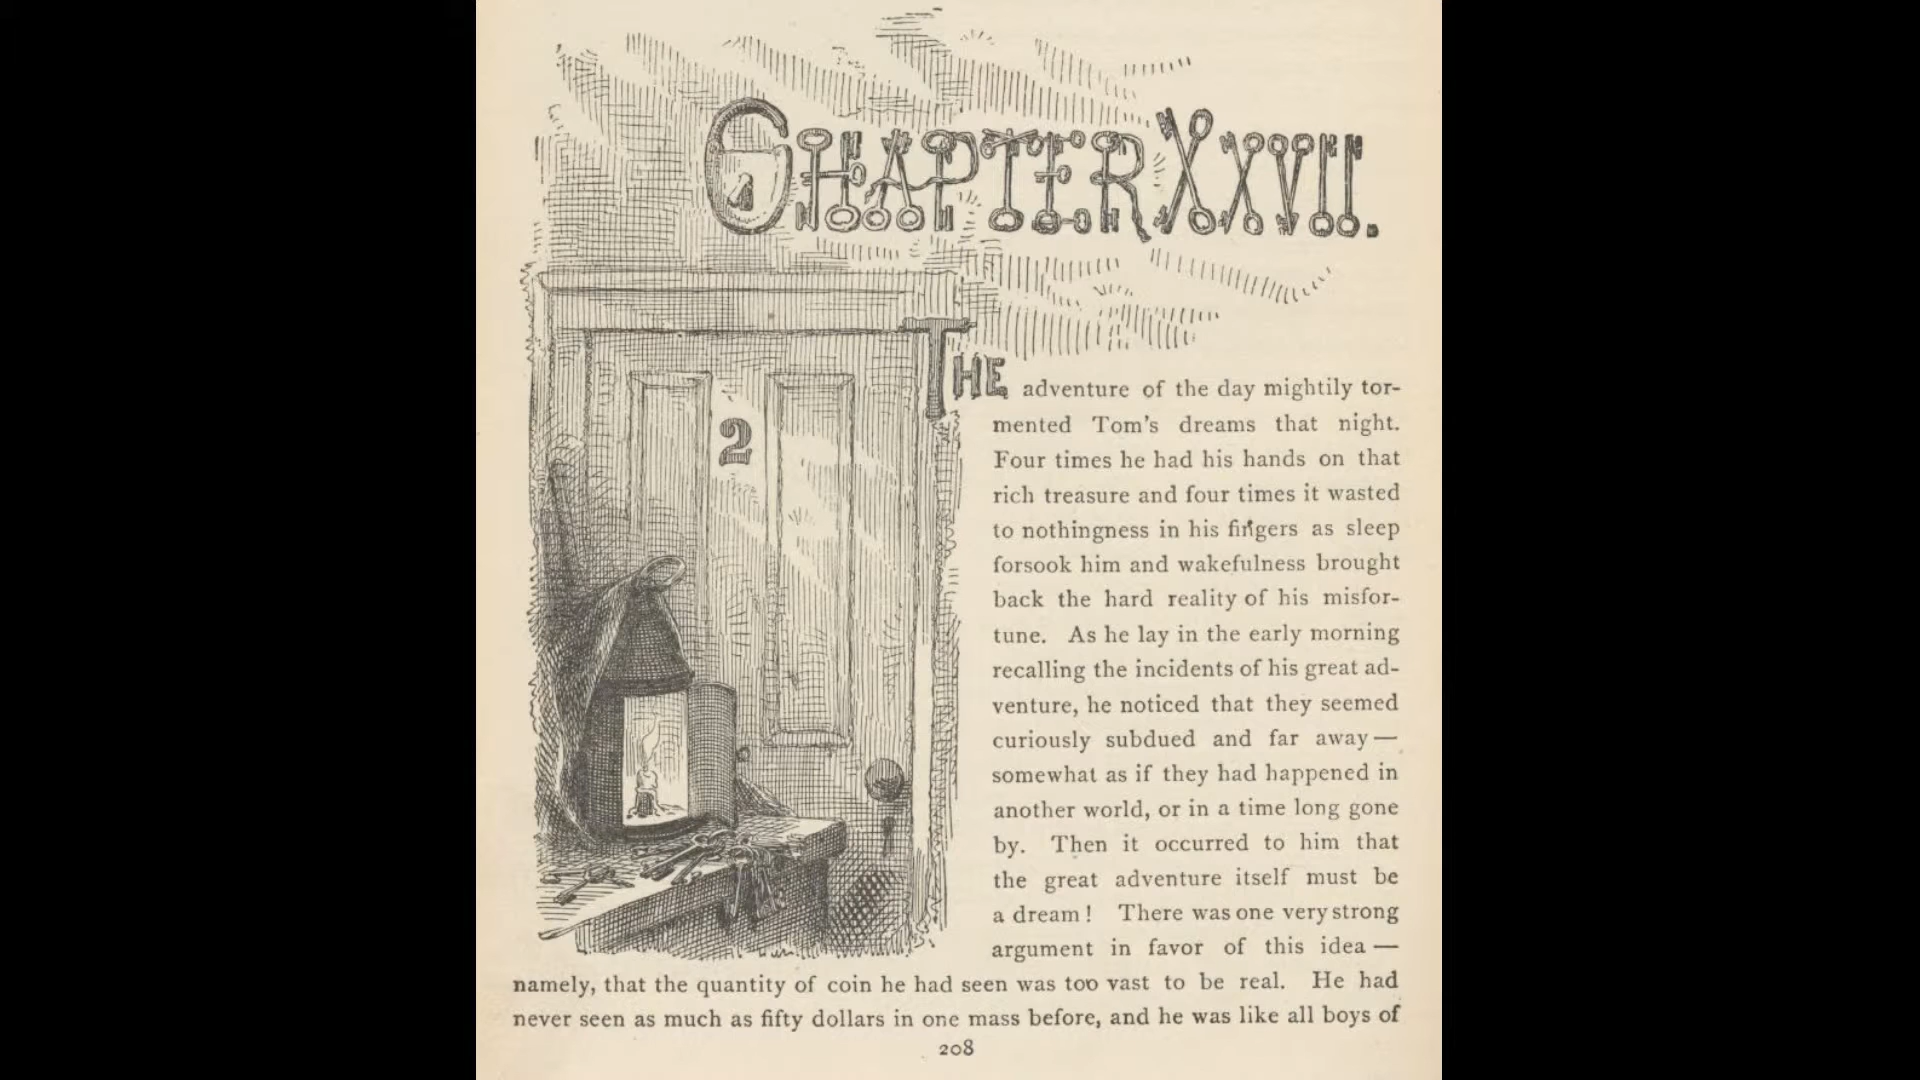 CHAPTER XXVII.
2
THE adventure of the day mightily tor-
mented Tom's dreams that night.
Four times he had his hands on that
rich treasure and four times it wasted
to nothingness in his fingers as sleep
forsook him and wakefulness brought
back the hard reality of his misfor-
tune. As he lay in the early morning
recalling the incidents of his great ad-
venture, he noticed that they seemed
curiously subdued and far away—
somewhat as if they had happened in
another world, or in a time long gone
by. Then it occurred to him that
the great adventure itself must be
a dream! There was one very strong
argument in favor of this idea—
namely, that the quantity of coin he had seen was too vast to be real. He had
never seen as much as fifty dollars in one mass before, and he was like all boys of
208